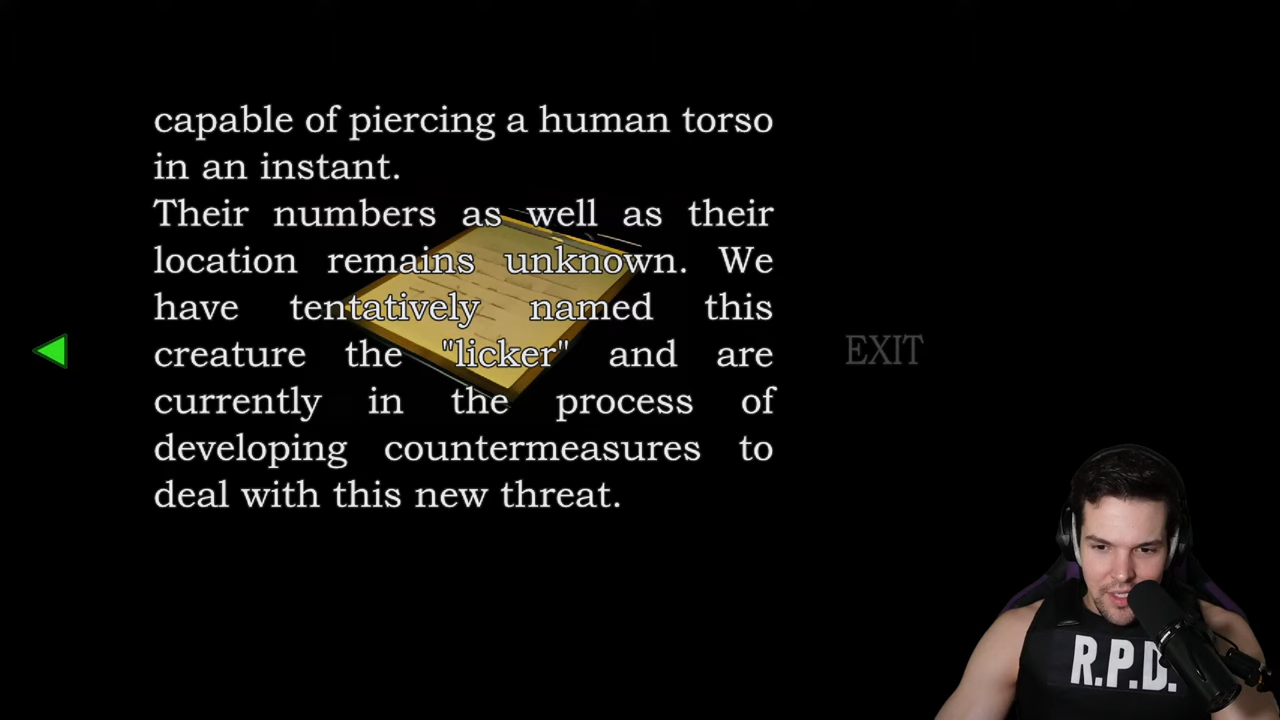 capable of piercing a human torso
in an instant.
Their numbers as well as their
location remains unknown. We
have tentatively named this
creature the "licker" and are
currently in the process of
developing countermeasures to
deal with this new threat.
EXIT
R.P.D.